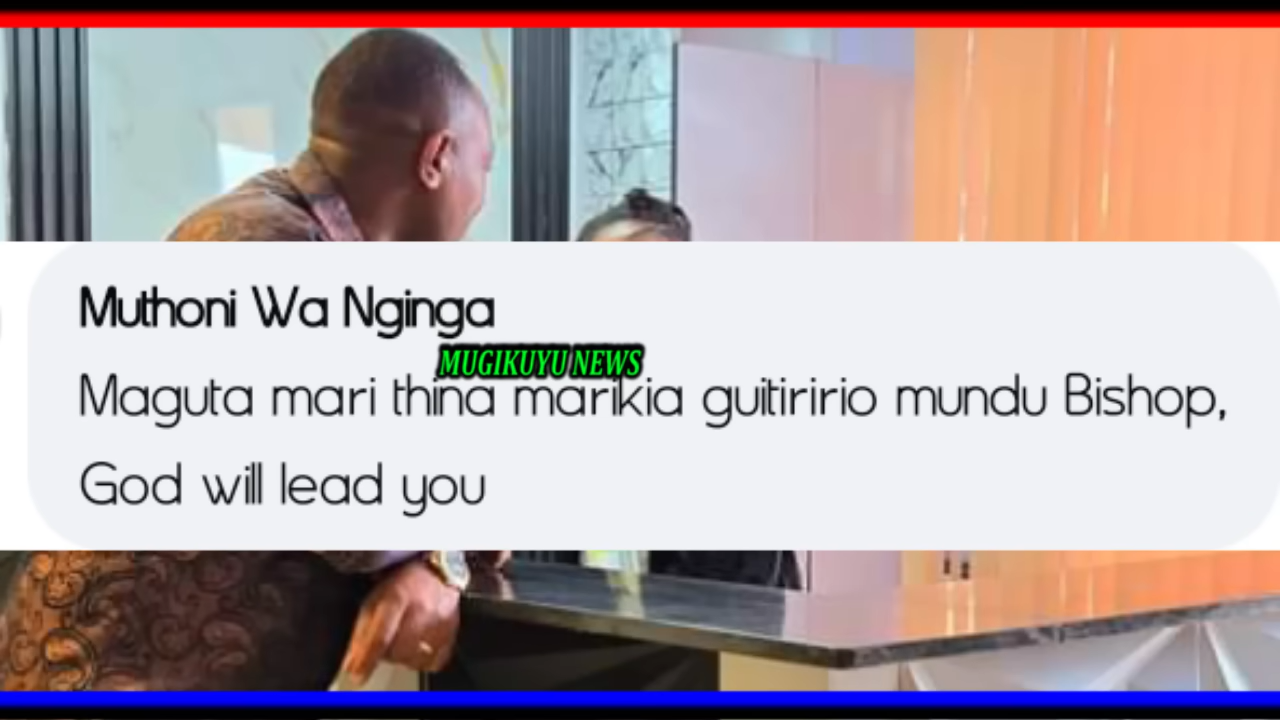 Muthoni Wa Nginga
MUGIKUYU NEWS
Maguta mari thina marikia guitiririo mundu Bishop,
God will lead you